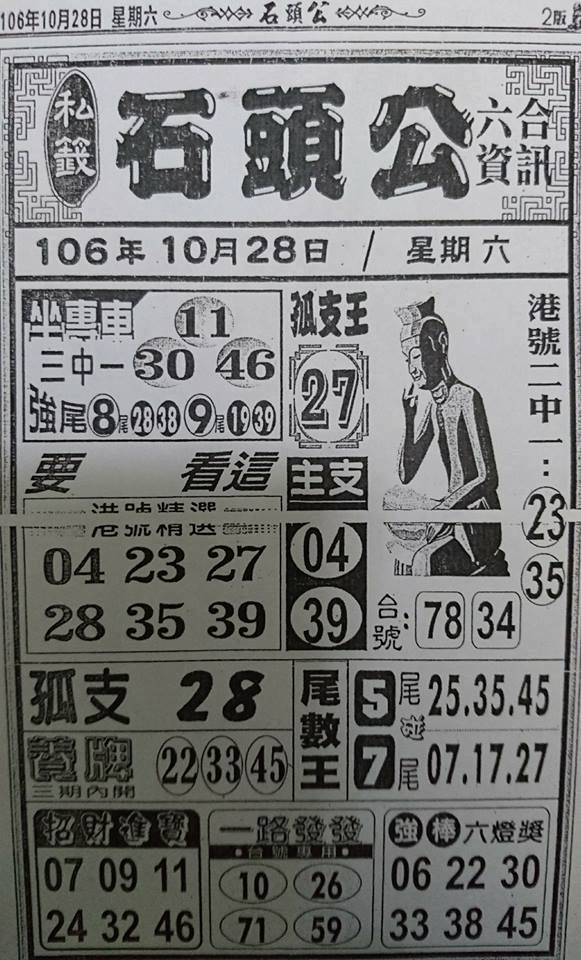 106年10月28日 星期六 石頭公 2版
私籤 石頭公 六合資訊
106年10月28日 / 星期六
坐專車 11
三中一 30 46
強尾 8尾 28 38 9尾 19 39
孤支王
27
港號二中一：
23
35
要看這
港號精選
04 23 27
28 35 39
主支
04
39
台號： 78 34
孤支 28
養牌 22 33 45
三期內開
尾數王
5尾 25.35.45
碰
7尾 07.17.27
招財進寶
07 09 11
24 32 46
一路發發
台號專用
10 26
71 59
強棒六燈獎
06 22 30
33 38 45